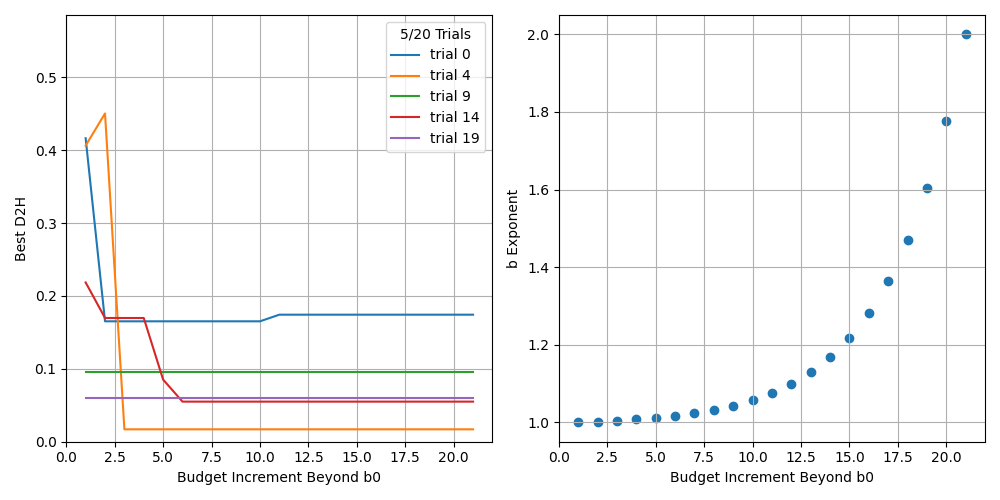 5/20 Trials
trial 0
trial 4
trial 9
trial 14
trial 19
Best D2H
0.5
0.4
0.3
0.2
0.1
0.0
0.0 2.5 5.0 7.5 10.0 12.5 15.0 17.5 20.0
Budget Increment Beyond b0
b Exponent
2.0
1.8
1.6
1.4
1.2
1.0
0.0 2.5 5.0 7.5 10.0 12.5 15.0 17.5 20.0
Budget Increment Beyond b0